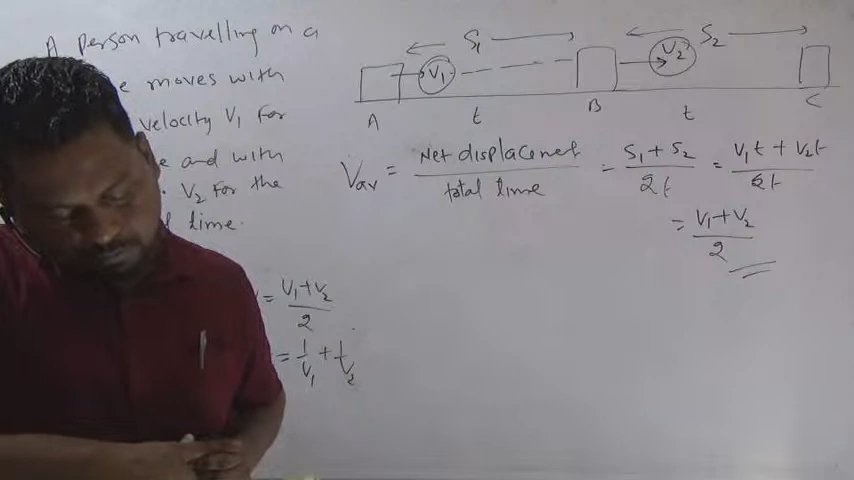 A person travelling on a
e moves with
velocity V₁ for
e and with
V₂ for the
l time.
= V₁+V₂ / 2
= 1/V₁ + 1/V₂
S₁ S₂
V₁ V₂
A t B t C
Vav = Net displacement / total time = S₁ + S₂ / 2t = V₁t + V₂t / 2t
= V₁+V₂ / 2